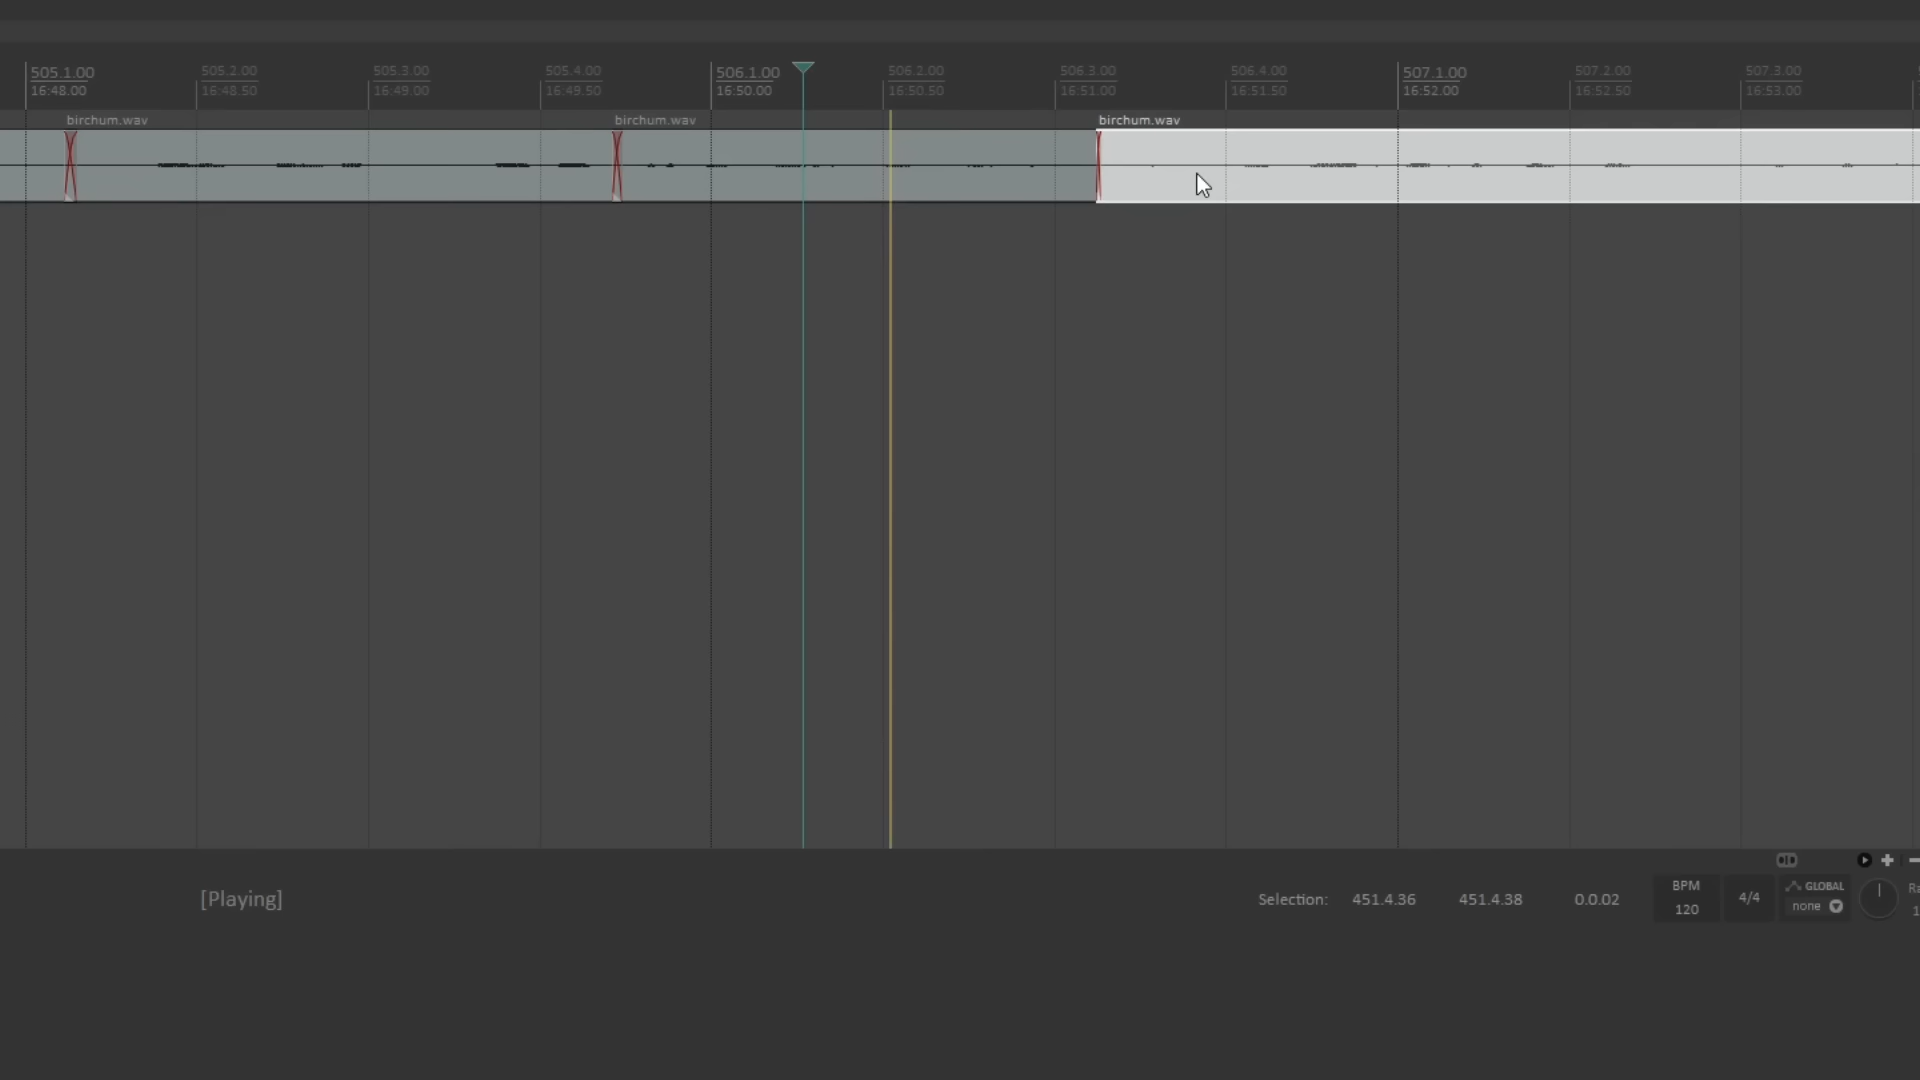 505.1.00 505.2.00 505.3.00 505.4.00 506.1.00 506.2.00 506.3.00 506.4.00 507.1.00 507.2.00 507.3.00
16:48.00 16:48.50 16:49.00 16:49.50 16:50.00 16:50.50 16:51.00 16:51.50 16:52.00 16:52.50 16:53.00
birchum.wav birchum.wav birchum.wav
[Playing]
Selection: 451.4.36 451.4.38 0.0.02
BPM
120
4/4
GLOBAL
none